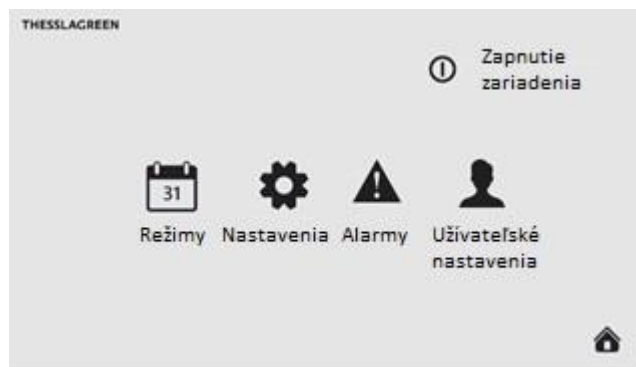 THESSLAGREEN
Zapnutie
zariadenia
31
Režimy Nastavenia Alarmy Užívateľské
nastavenia